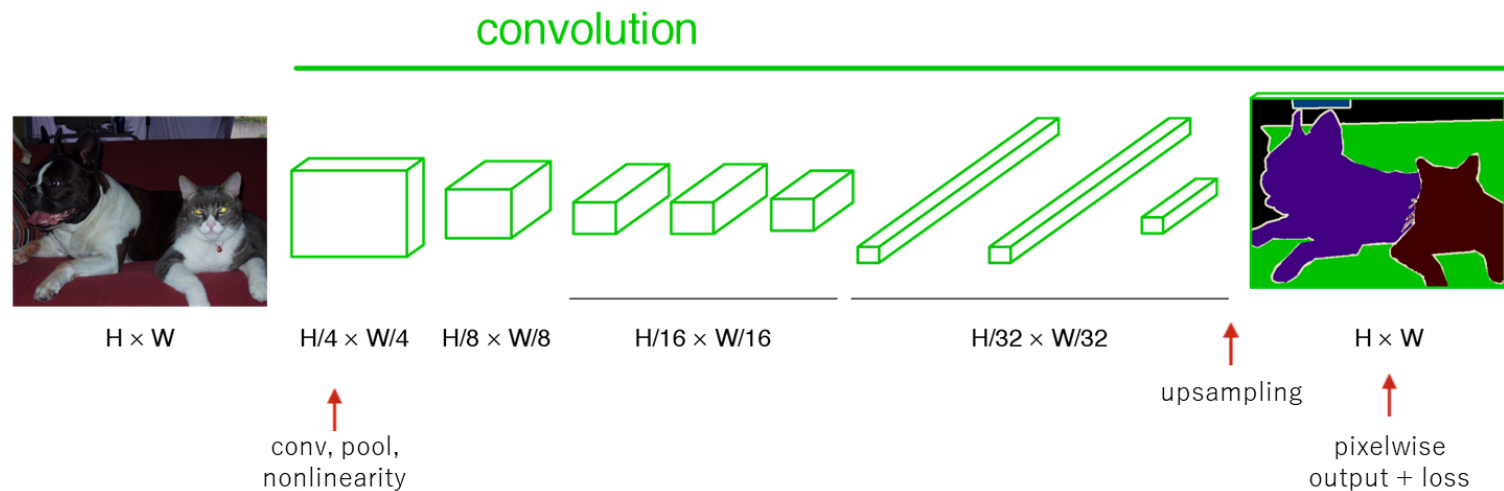 convolution
H × W
H/4 × W/4
H/8 × W/8
H/16 × W/16
H/32 × W/32
H × W
conv, pool,
nonlinearity
upsampling
pixelwise
output + loss